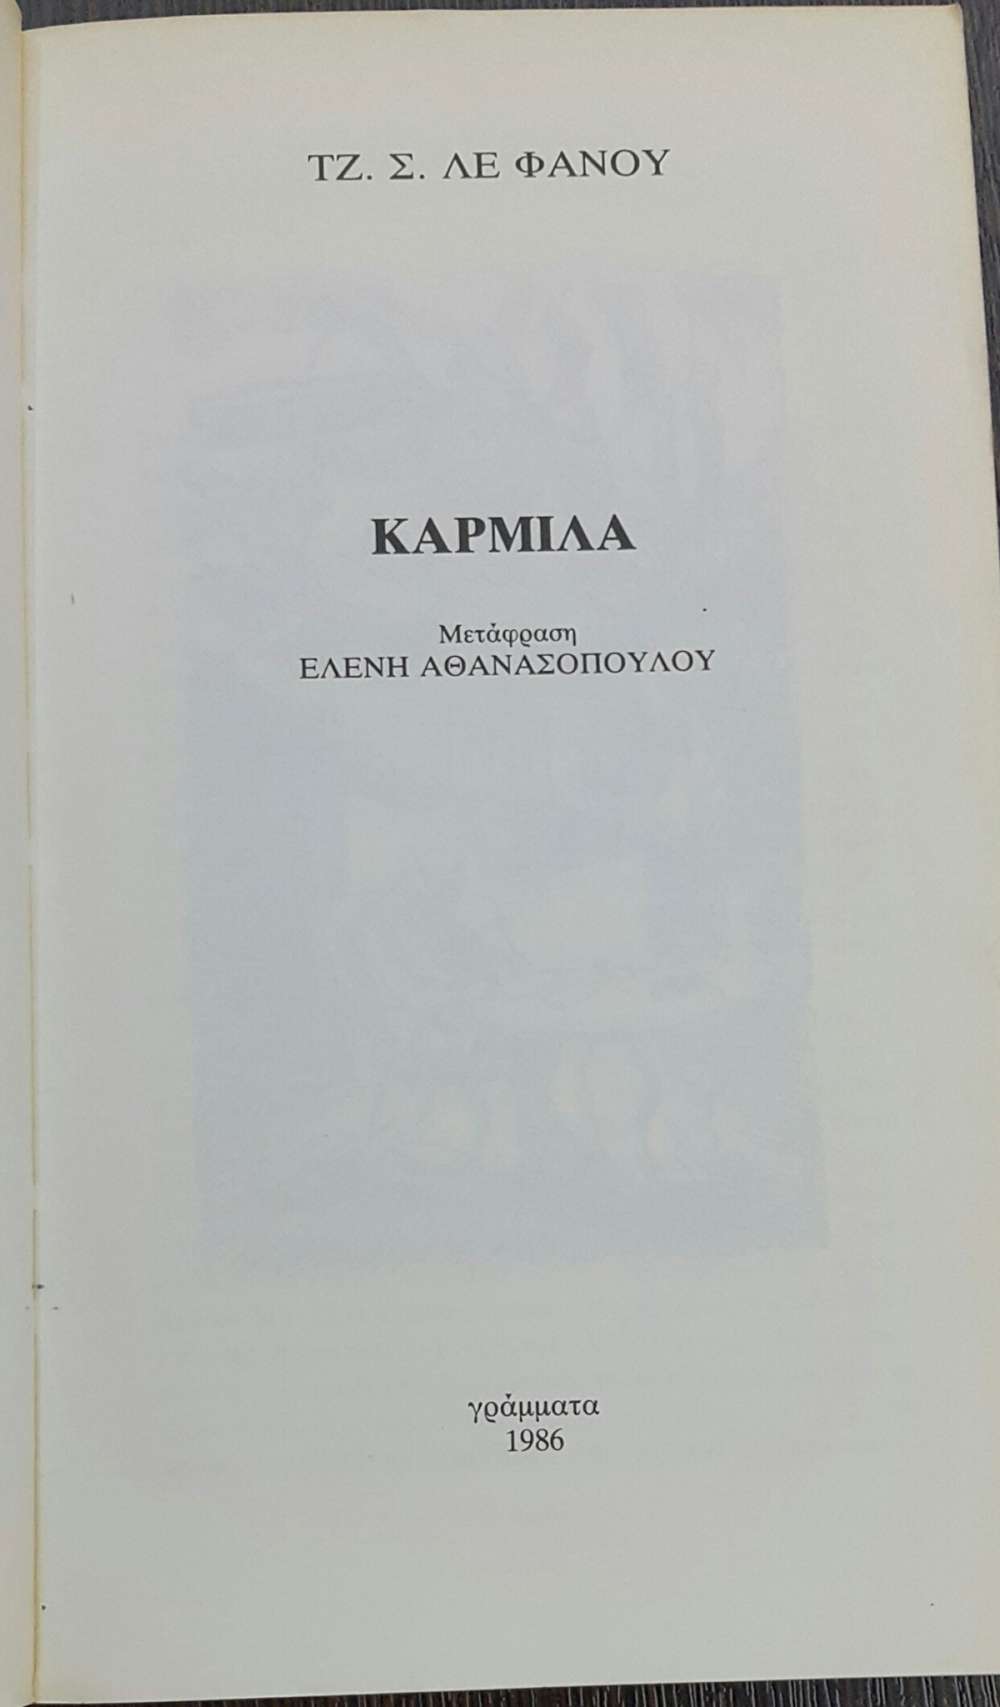 ΤΖ. Σ. ΛΕ ΦΑΝΟΥ
ΚΑΡΜΙΛΑ
Μετάφραση
ΕΛΕΝΗ ΑΘΑΝΑΣΟΠΟΥΛΟΥ
γράμματα
1986